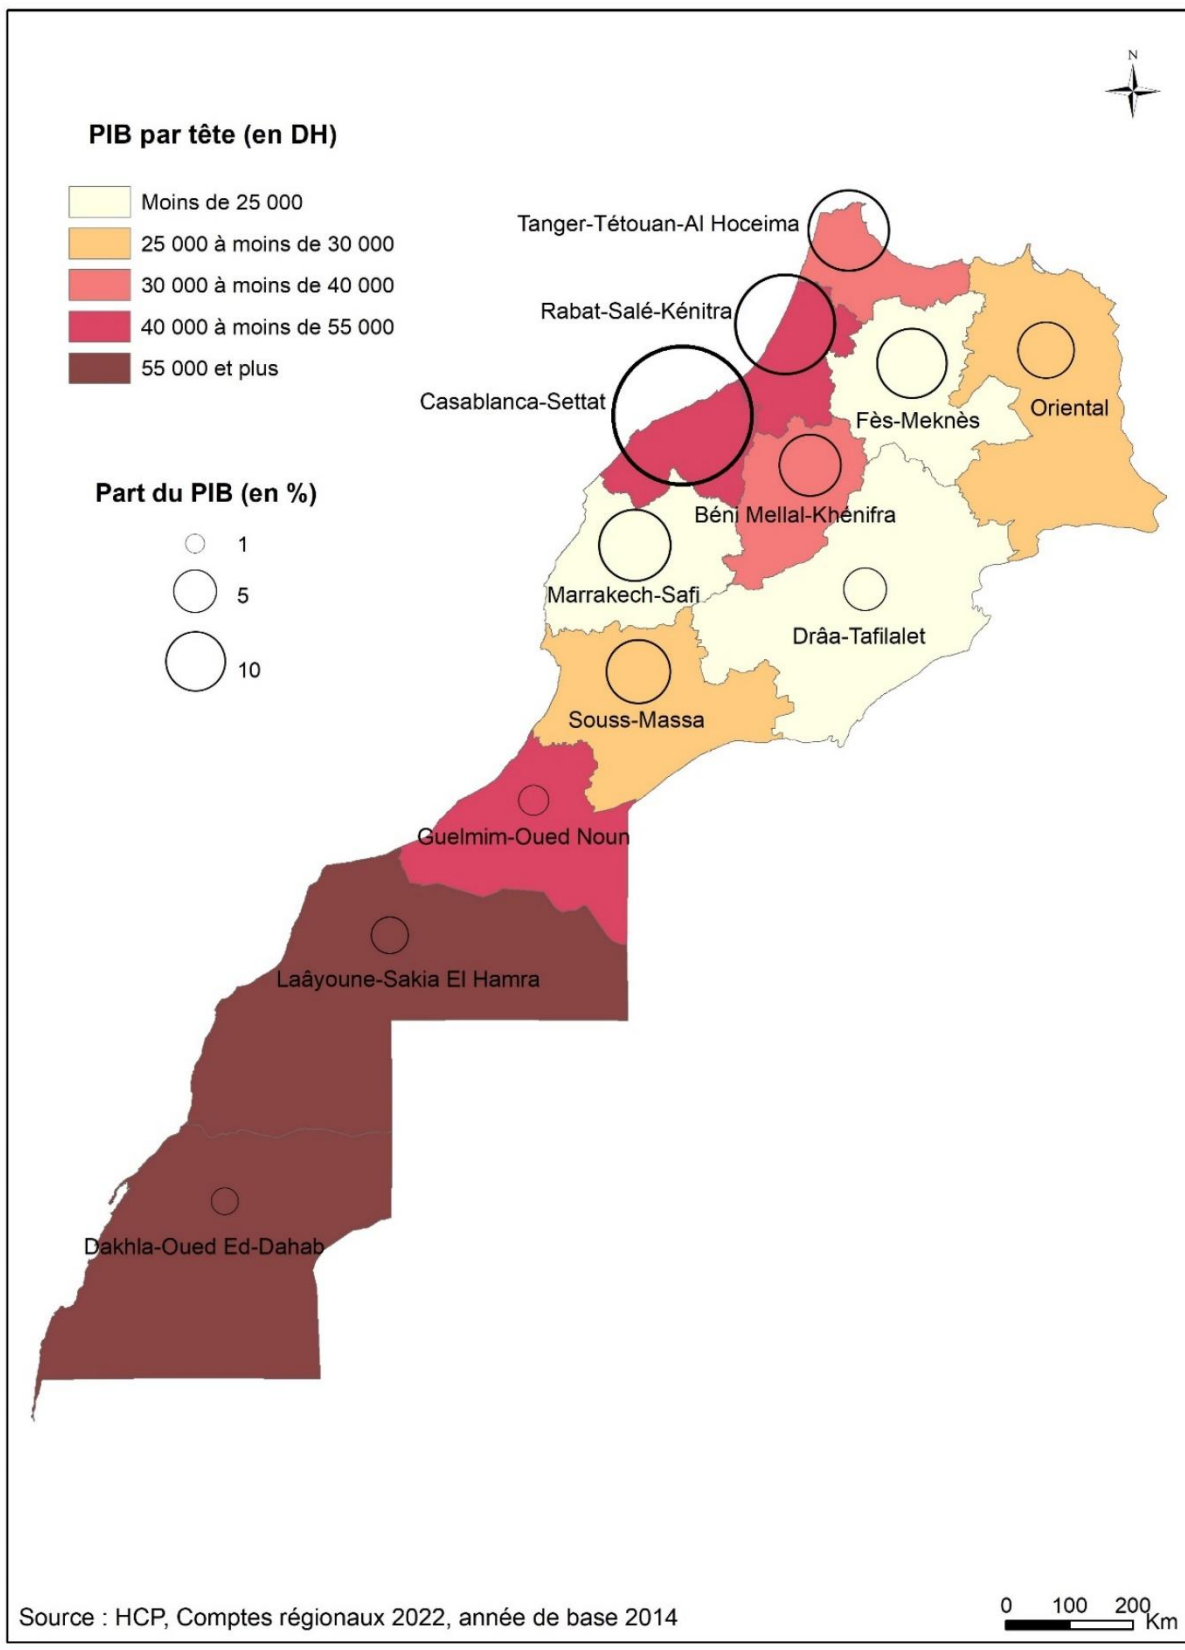 N
PIB par tête (en DH)
Moins de 25 000
25 000 à moins de 30 000
30 000 à moins de 40 000
40 000 à moins de 55 000
55 000 et plus
Part du PIB (en %)
1
5
10
Tanger-Tétouan-Al Hoceima
Rabat-Salé-Kénitra
Casablanca-Settat
Fès-Meknès
Oriental
Béni Mellal-Khénifra
Marrakech-Safi
Drâa-Tafilalet
Souss-Massa
Guelmim-Oued Noun
Laâyoune-Sakia El Hamra
Dakhla-Oued Ed-Dahab
Source : HCP, Comptes régionaux 2022, année de base 2014
0 100 200
Km